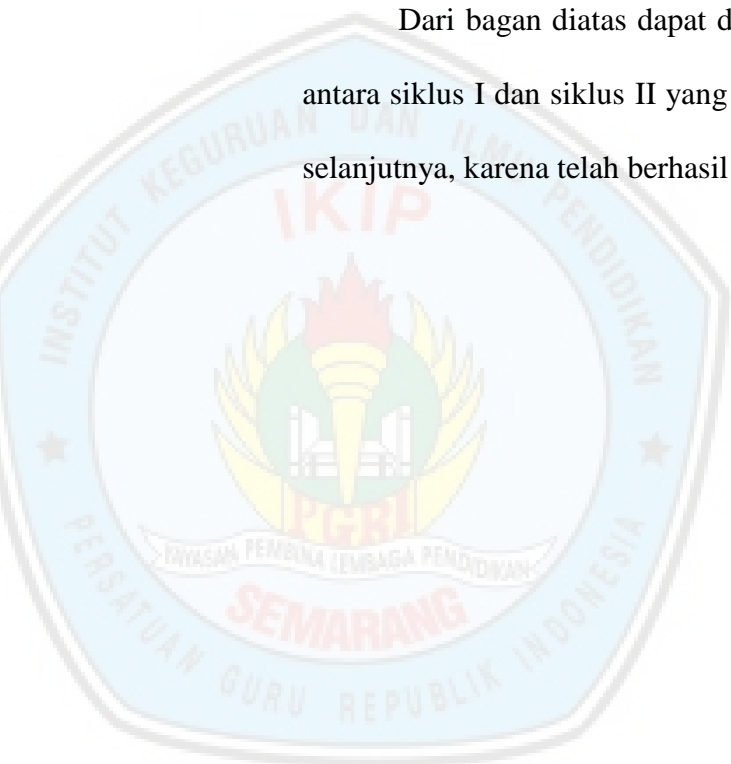 Dari bagan diatas dapat d
antara siklus I dan siklus II yang
selanjutnya, karena telah berhasil
INSTITUT KEGURUAN DAN ILMU PENDIDIKAN
IKIP
PGRI
YAYASAN PEMBINA LEMBAGA PENDIDIKAN
SEMARANG
PERSATUAN GURU REPUBLIK INDONESIA